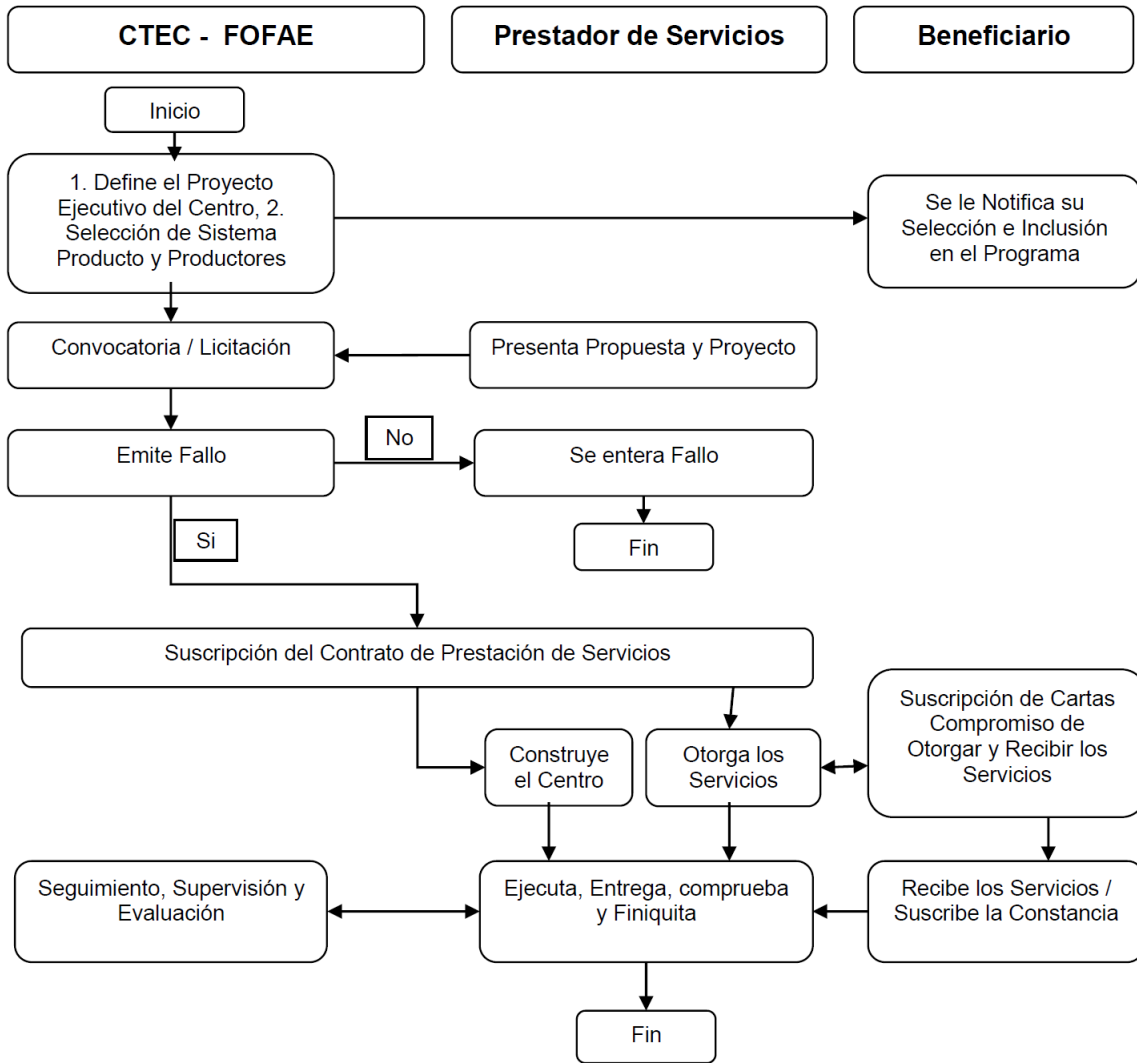 CTEC - FOFAE
Prestador de Servicios
Beneficiario
Inicio
1. Define el Proyecto
Ejecutivo del Centro, 2.
Selección de Sistema
Producto y Productores
Se le Notifica su
Selección e Inclusión
en el Programa
Convocatoria / Licitación
Presenta Propuesta y Proyecto
Emite Fallo
No
Se entera Fallo
Si
Fin
Suscripción del Contrato de Prestación de Servicios
Construye
el Centro
Otorga los
Servicios
Suscripción de Cartas
Compromiso de
Otorgar y Recibir los
Servicios
Seguimiento, Supervisión y
Evaluación
Ejecuta, Entrega, comprueba
y Finiquita
Recibe los Servicios /
Suscribe la Constancia
Fin